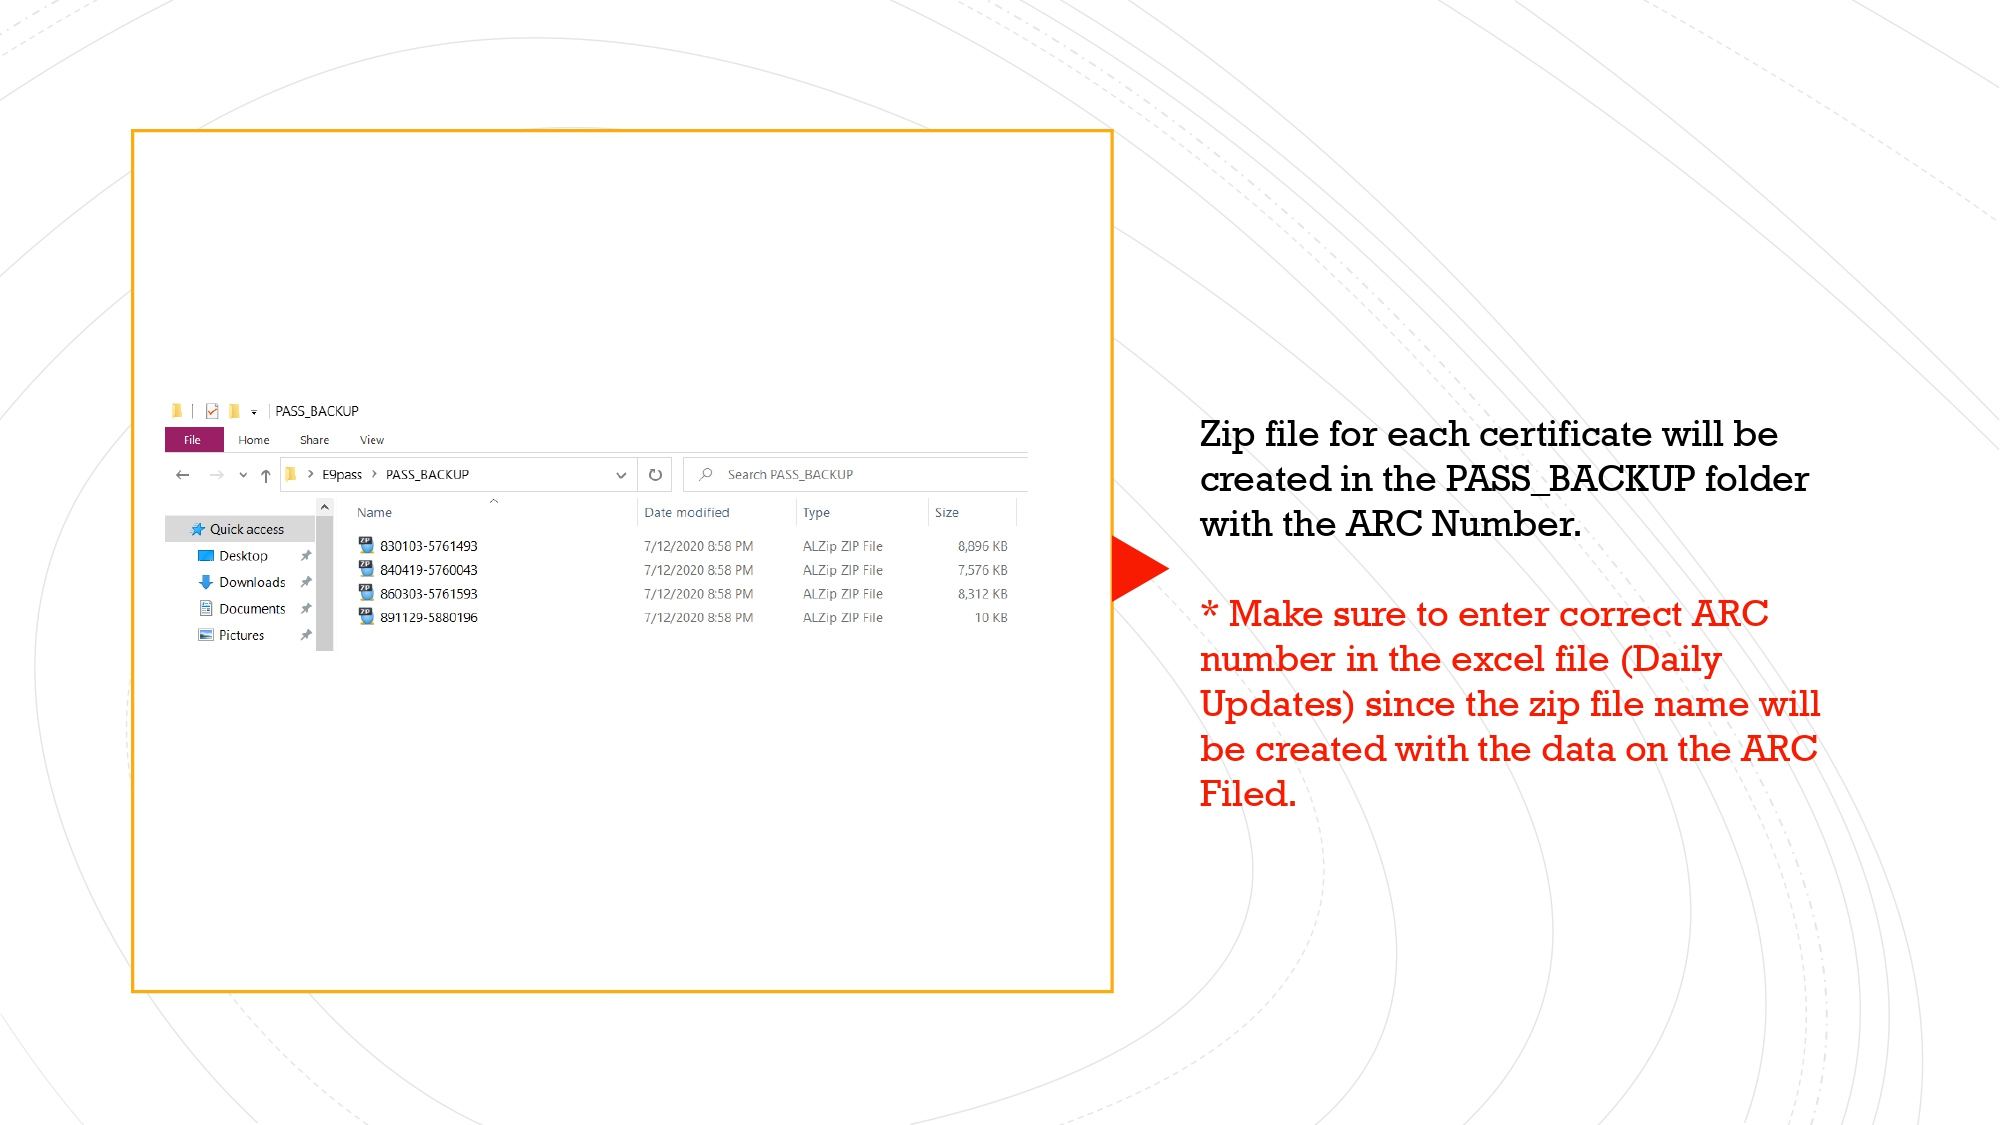 PASS_BACKUP
File Home Share View
E9pass > PASS_BACKUP Search PASS_BACKUP
Name Date modified Type Size
Quick access
Desktop
Downloads
Documents
Pictures
830103-5761493 7/12/2020 8:58 PM ALZip ZIP File 8,896 KB
840419-5760043 7/12/2020 8:58 PM ALZip ZIP File 7,576 KB
860303-5761593 7/12/2020 8:58 PM ALZip ZIP File 8,312 KB
891129-5880196 7/12/2020 8:58 PM ALZip ZIP File 10 KB
Zip file for each certificate will be
created in the PASS_BACKUP folder
with the ARC Number.
* Make sure to enter correct ARC
number in the excel file (Daily
Updates) since the zip file name will
be created with the data on the ARC
Filed.